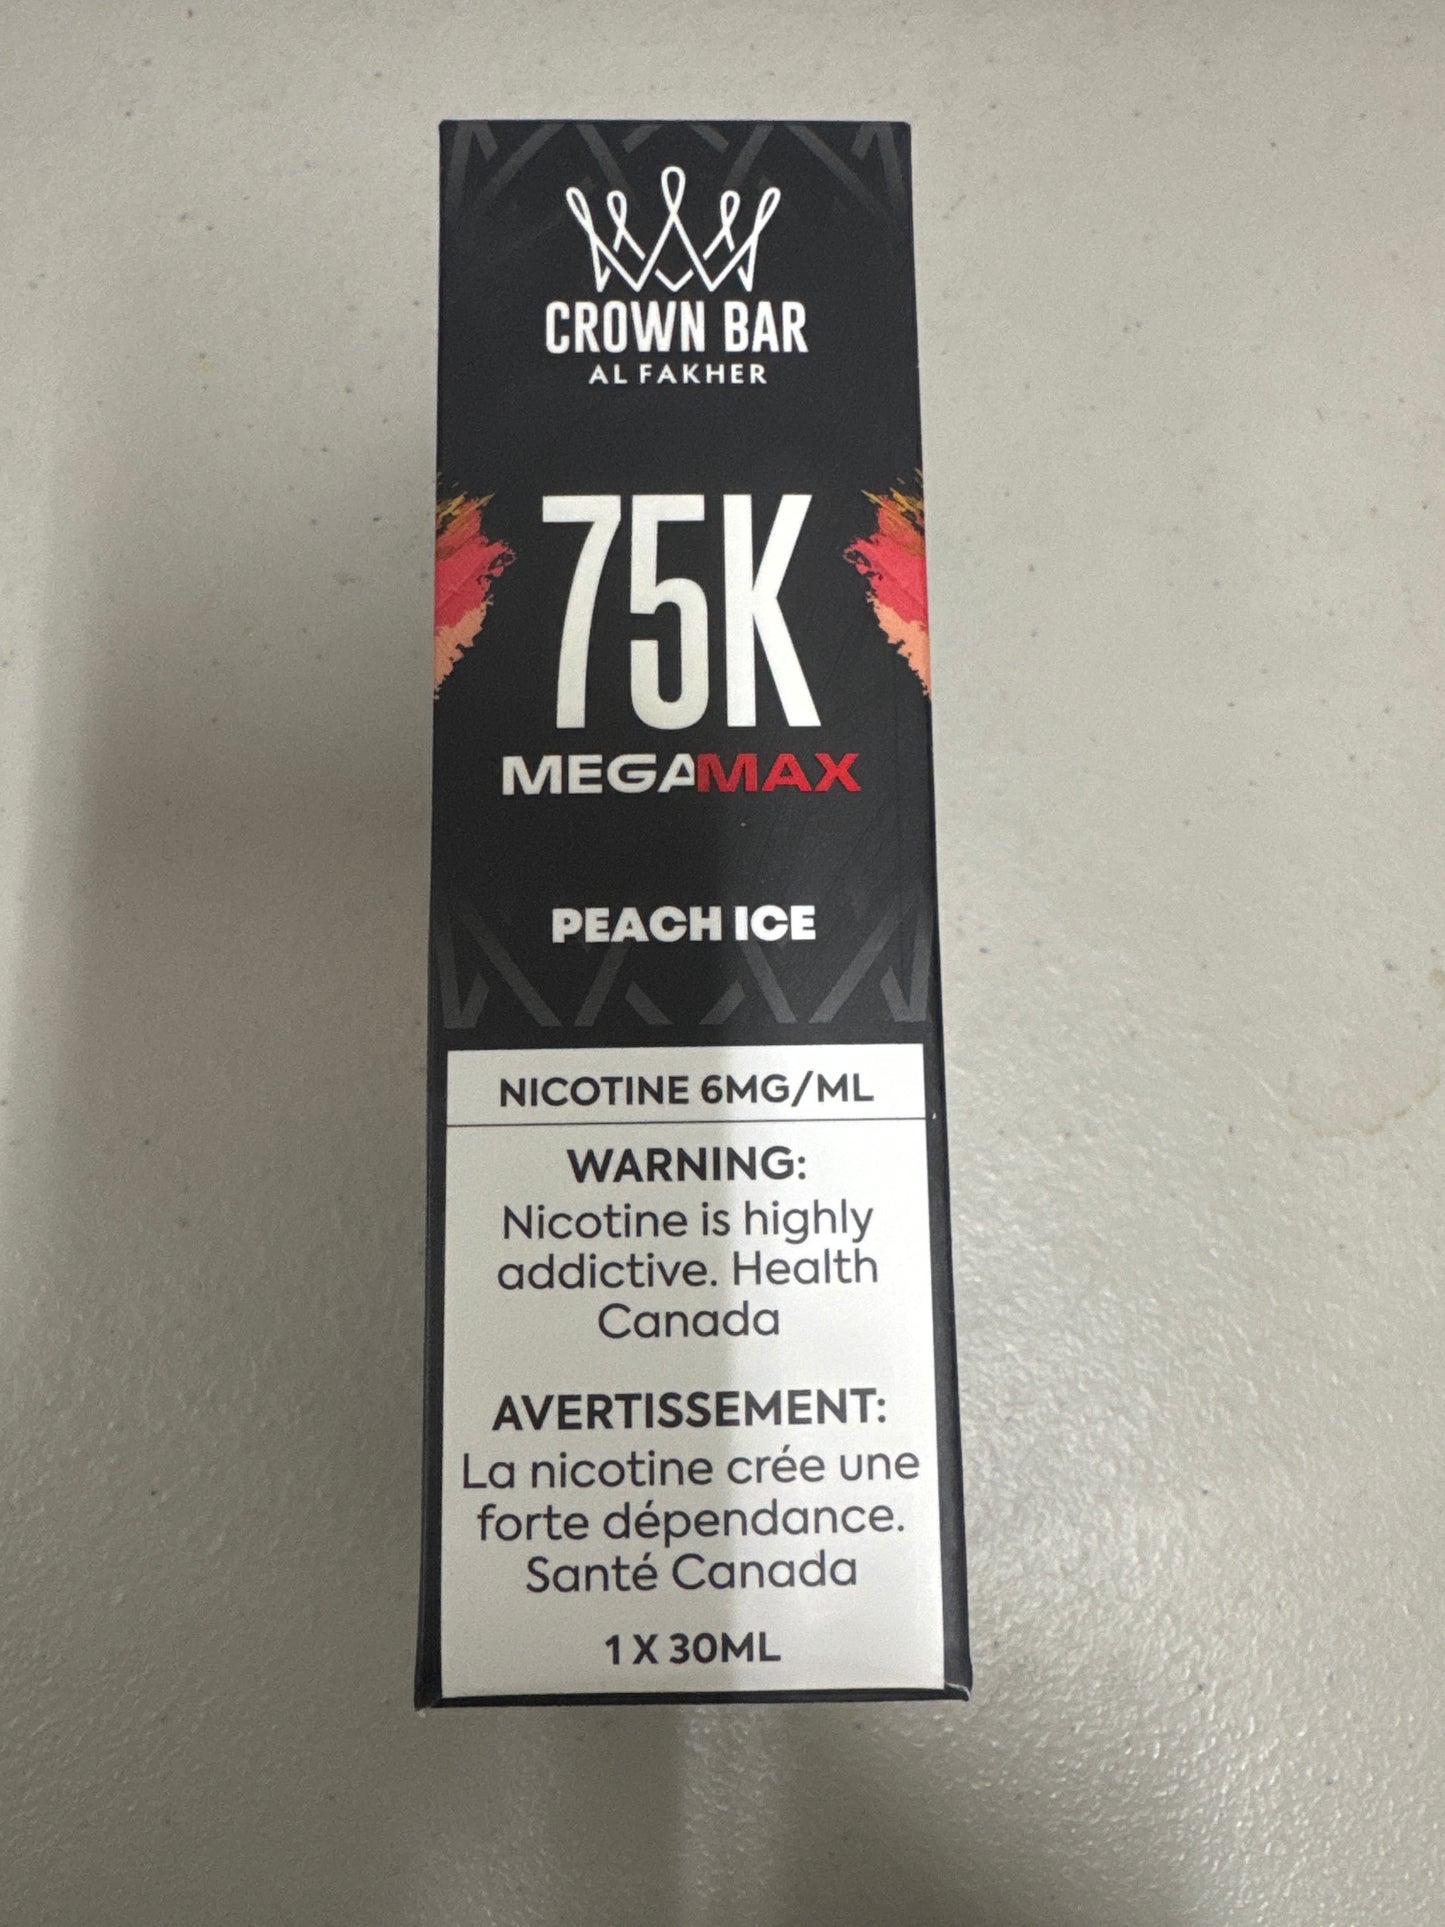 CROWN BAR
AL FAKHER
75K
MEGAMAX
PEACH ICE
NICOTINE 6MG/ML
WARNING:
Nicotine is highly
addictive. Health
Canada
AVERTISSEMENT:
La nicotine crée une
forte dépendance.
Santé Canada
1 X 30ML